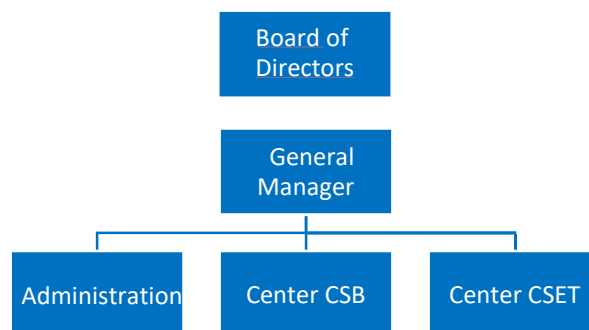 Board of
Directors
General
Manager
Administration
Center CSB
Center CSET